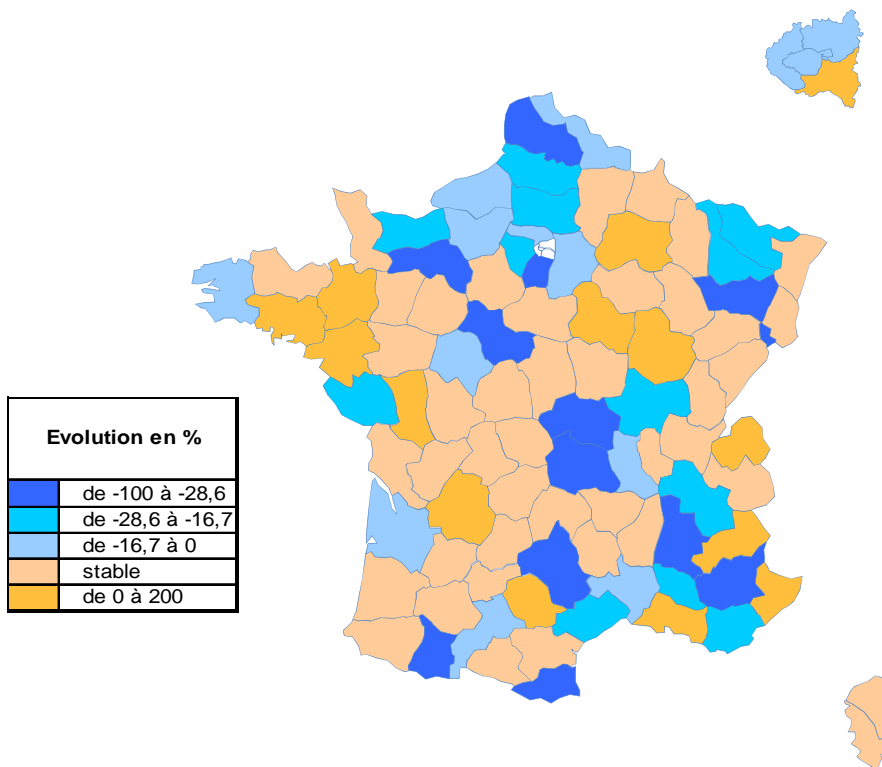 Evolution en %
de -100 à -28,6
de -28,6 à -16,7
de -16,7 à 0
stable
de 0 à 200